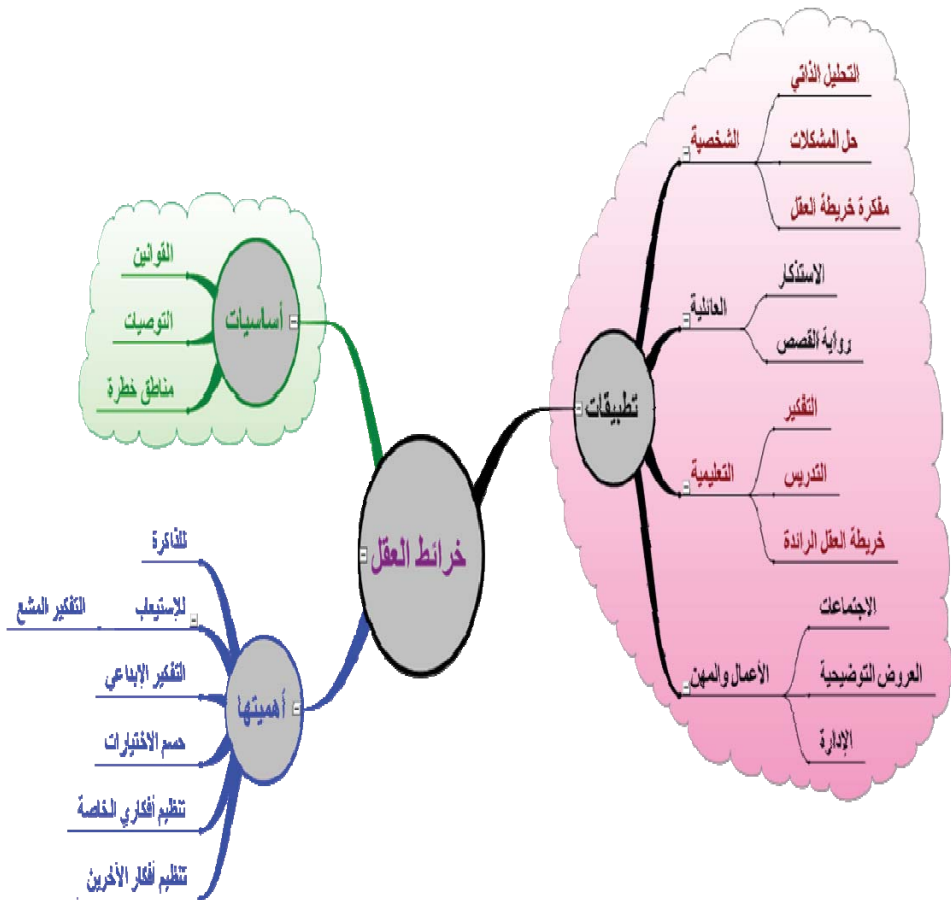 خرائط العقل
تطبيقات
الشخصية
التحليل الذاتي
حل المشكلات
مفكرة خريطة العقل
العائلية
الاستذكار
رواية القصص
التعليمية
التفكير
التدريس
خريطة العقل الرائدة
الأعمال والمهن
الاجتماعات
العروض التوضيحية
الإدارة
أساسيات
القوانين
التوصيات
مناطق خطرة
أهميتها
للذاكرة
للإستيعاب
التفكير المشع
التفكير الإبداعي
حسم الاختيارات
تنظيم أفكاري الخاصة
تنظيم أفكار الأخرين